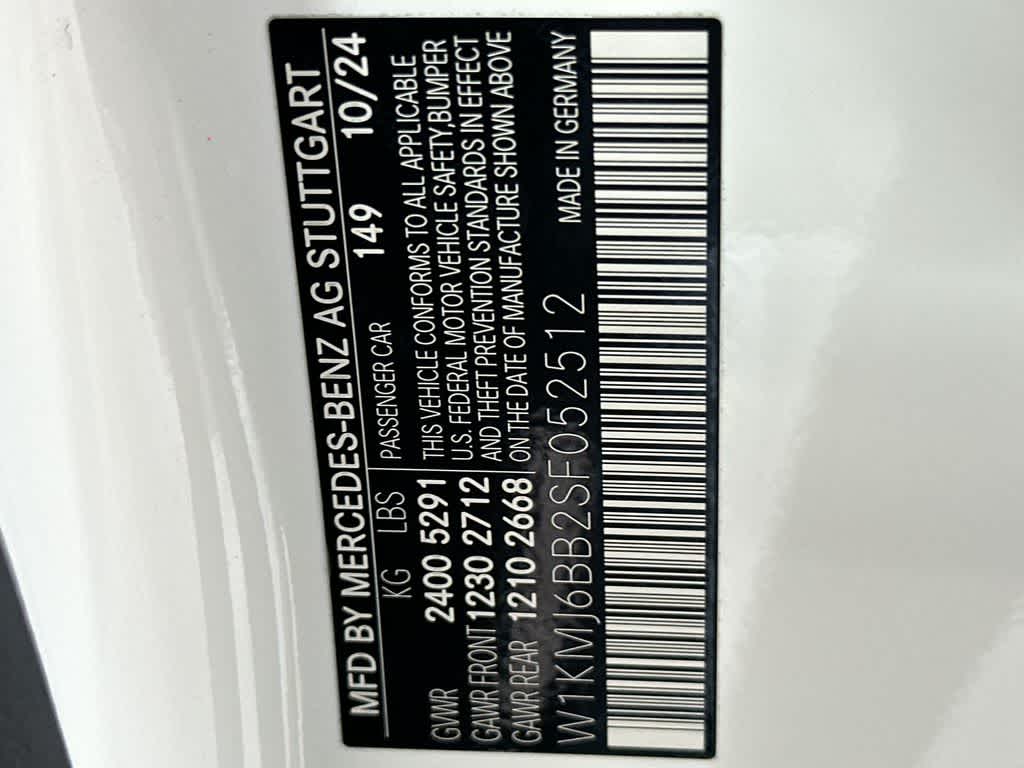 MFD BY MERCEDES-BENZ AG STUTTGART
KG LBS PASSENGER CAR 149 10/24
GVWR 2400 5291 THIS VEHICLE CONFORMS TO ALL APPLICABLE
GAWR FRONT 1230 2712 U.S. FEDERAL MOTOR VEHICLE SAFETY,BUMPER
GAWR REAR 1210 2668 AND THEFT PREVENTION STANDARDS IN EFFECT
ON THE DATE OF MANUFACTURE SHOWN ABOVE
W1KMJ6BB2SF052512 MADE IN GERMANY